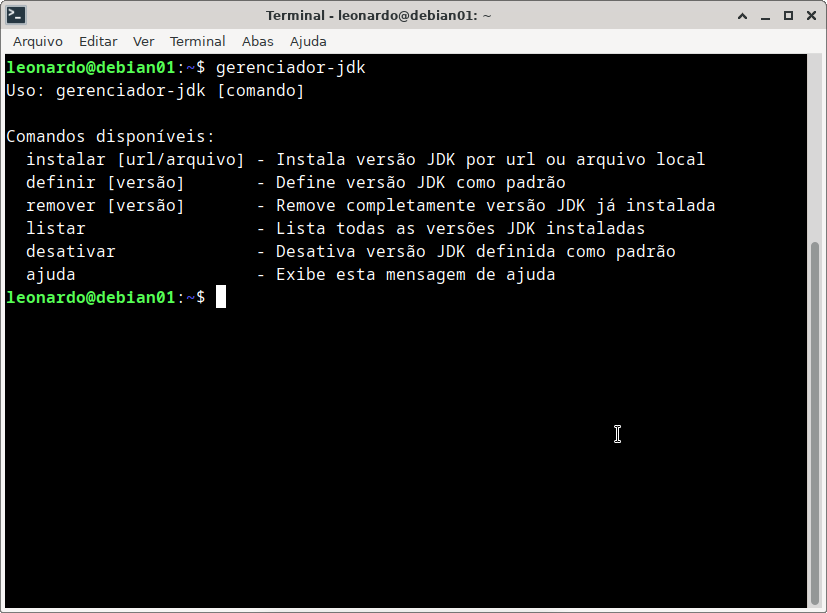 Terminal - leonardo@debian01: ~
Arquivo Editar Ver Terminal Abas Ajuda
leonardo@debian01:~$ gerenciador-jdk
Uso: gerenciador-jdk [comando]
Comandos disponíveis:
instalar [url/arquivo] - Instala versão JDK por url ou arquivo local
definir [versão] - Define versão JDK como padrão
remover [versão] - Remove completamente versão JDK já instalada
listar - Lista todas as versões JDK instaladas
desativar - Desativa versão JDK definida como padrão
ajuda - Exibe esta mensagem de ajuda
leonardo@debian01:~$